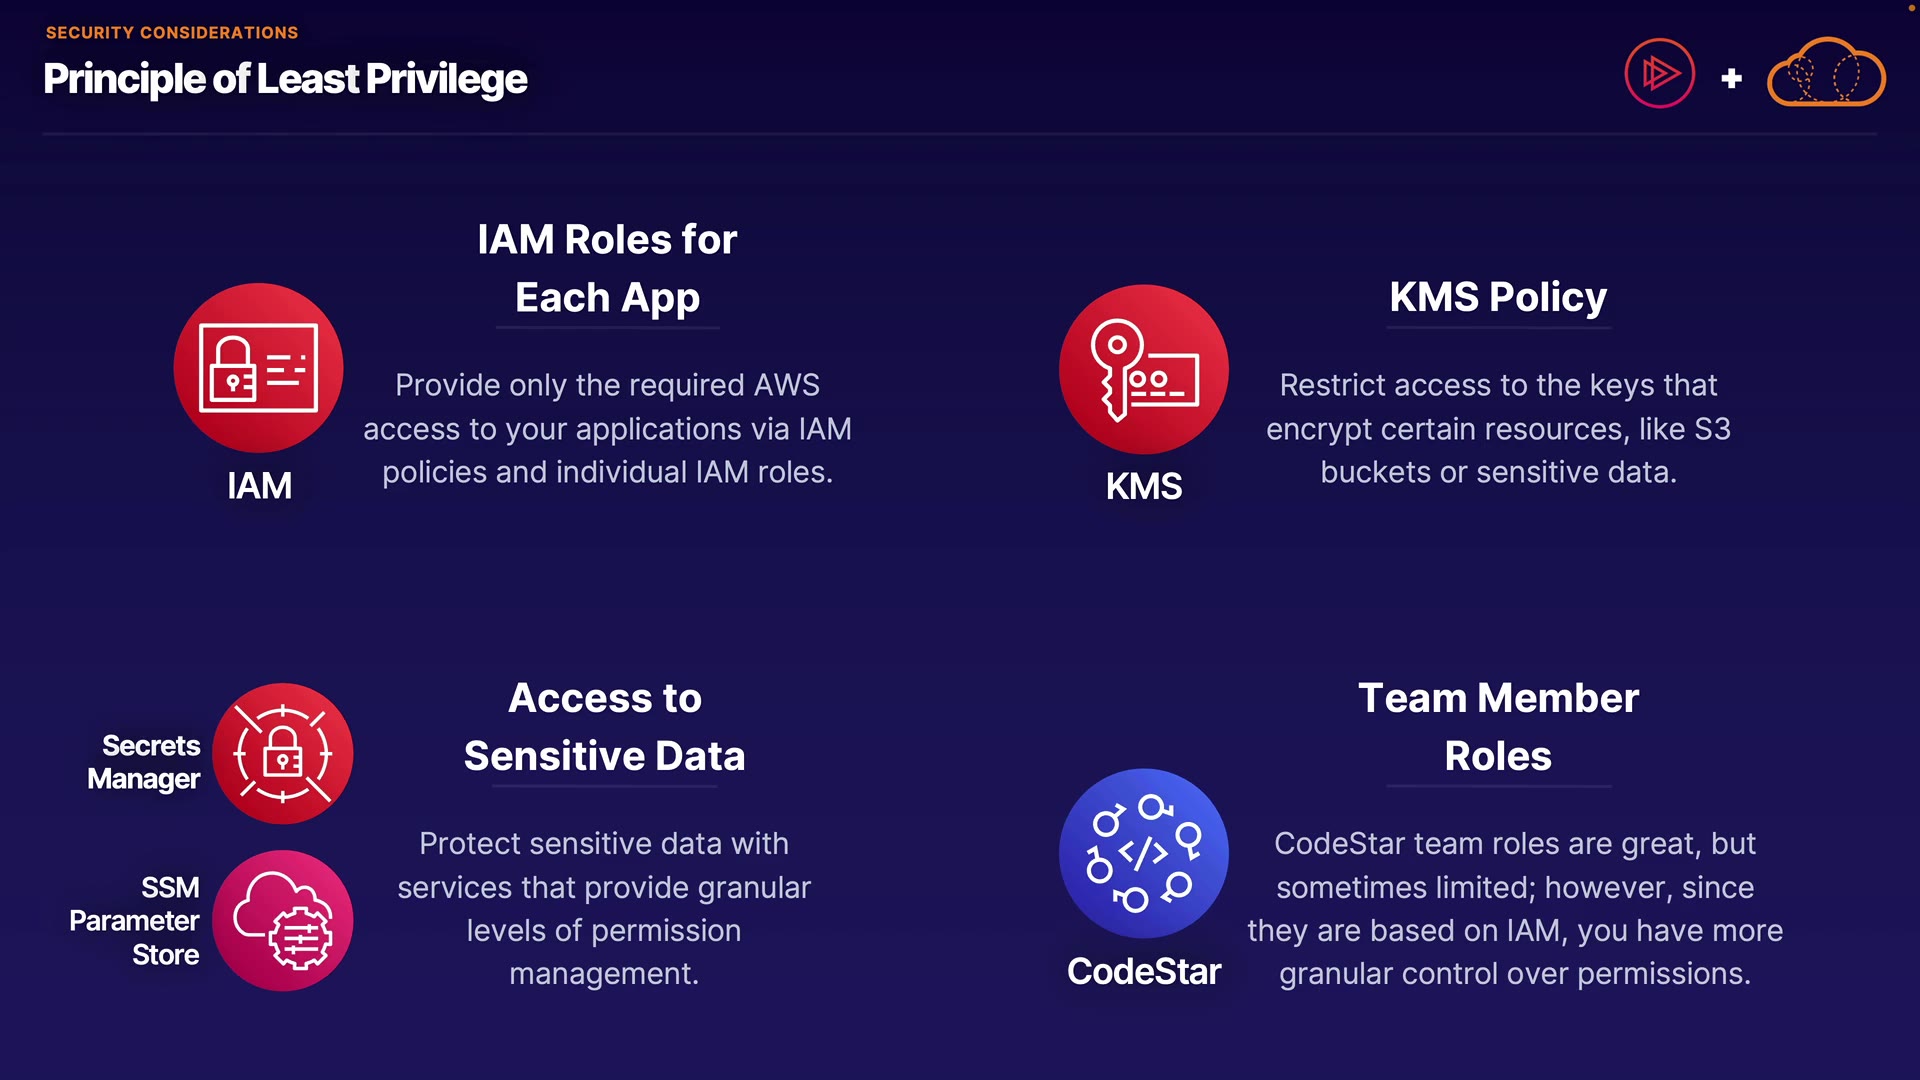 SECURITY CONSIDERATIONS
Principle of Least Privilege
+
IAM Roles for
Each App
Provide only the required AWS
access to your applications via IAM
policies and individual IAM roles.
IAM
KMS Policy
Restrict access to the keys that
encrypt certain resources, like S3
buckets or sensitive data.
KMS
Access to
Sensitive Data
Protect sensitive data with
services that provide granular
levels of permission
management.
Secrets
Manager
SSM
Parameter
Store
Team Member
Roles
CodeStar team roles are great, but
sometimes limited; however, since
they are based on IAM, you have more
granular control over permissions.
CodeStar